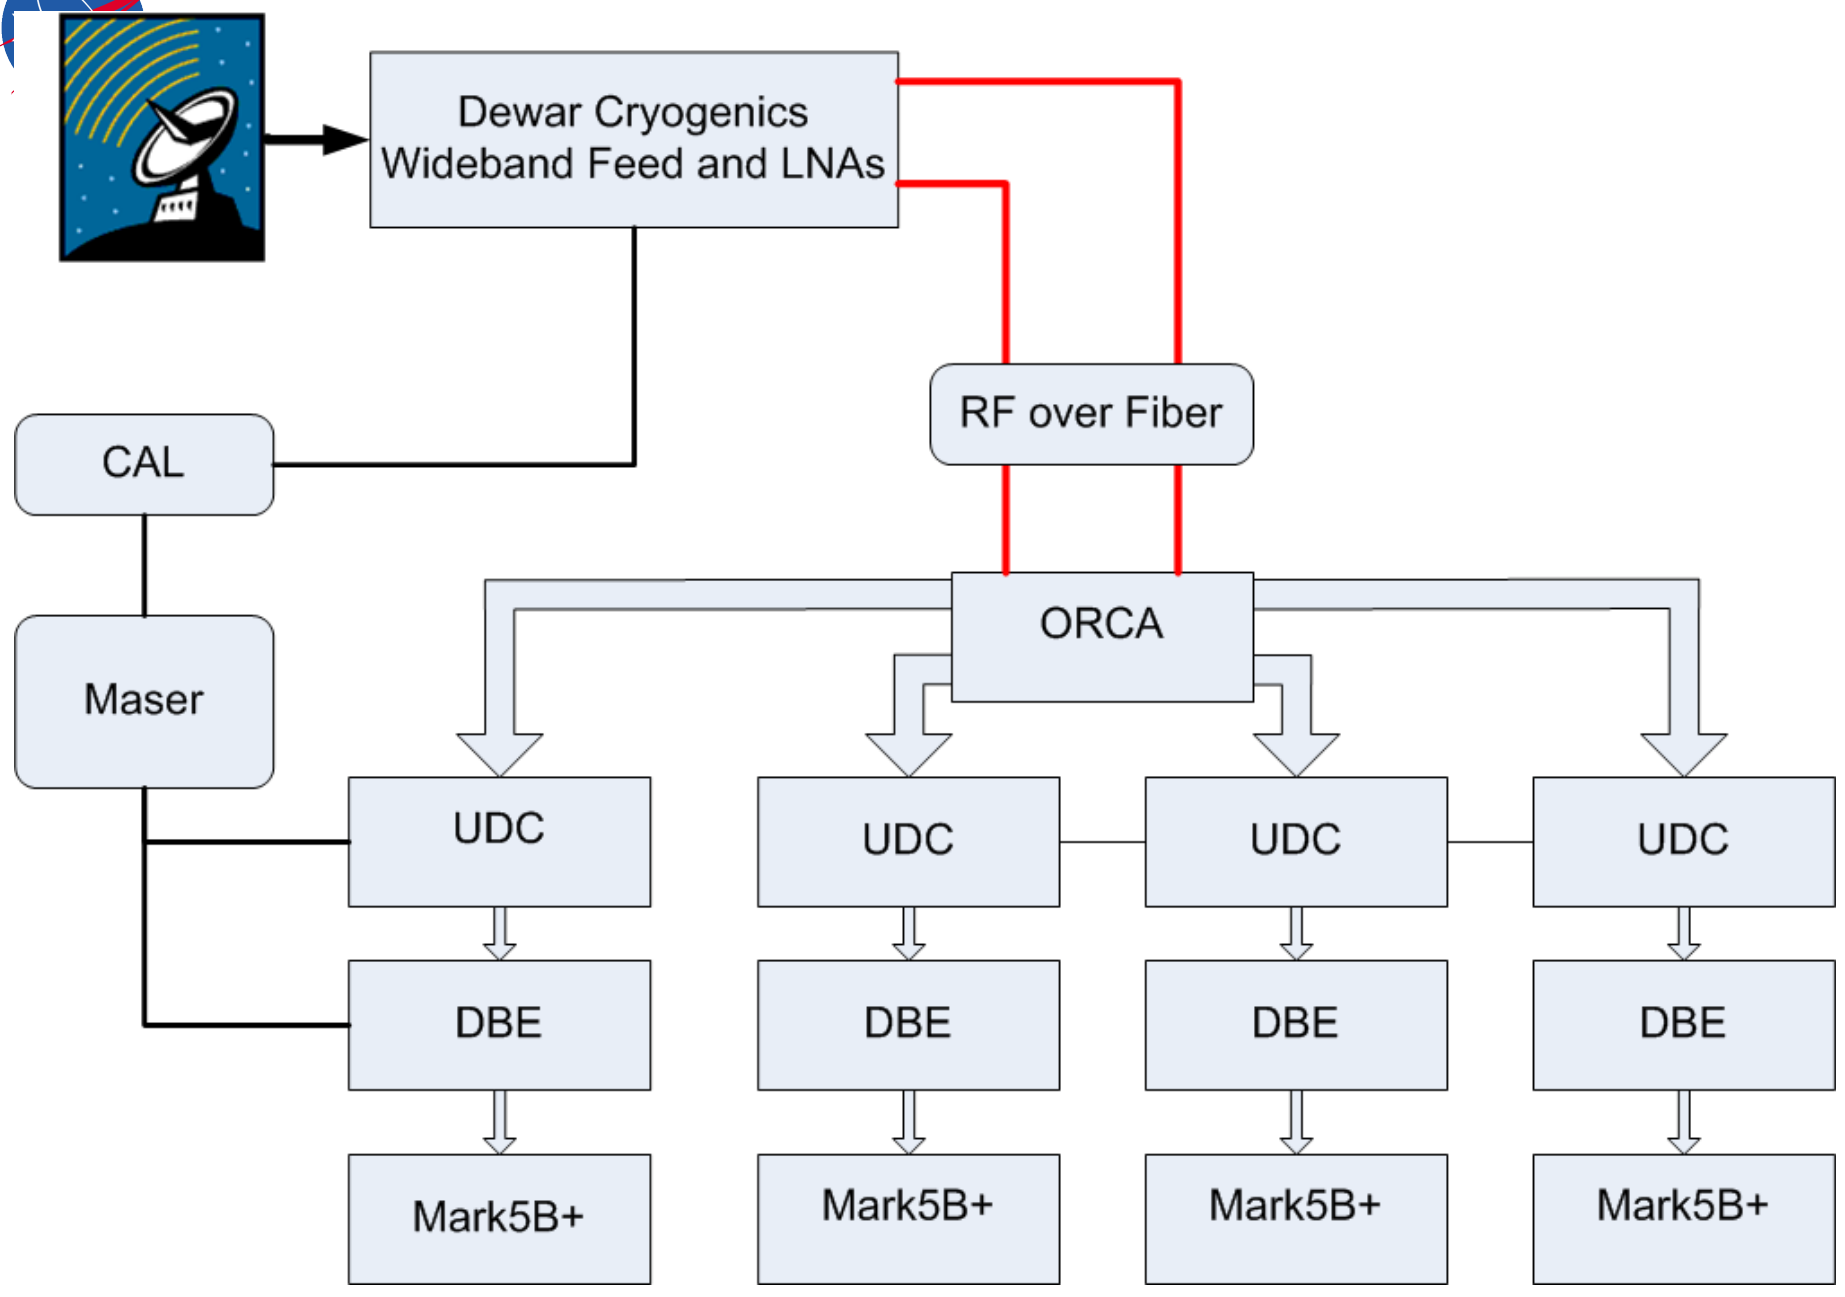 Dewar Cryogenics
Wideband Feed and LNAs
RF over Fiber
CAL
ORCA
Maser
UDC
UDC
UDC
UDC
DBE
DBE
DBE
DBE
Mark5B+
Mark5B+
Mark5B+
Mark5B+